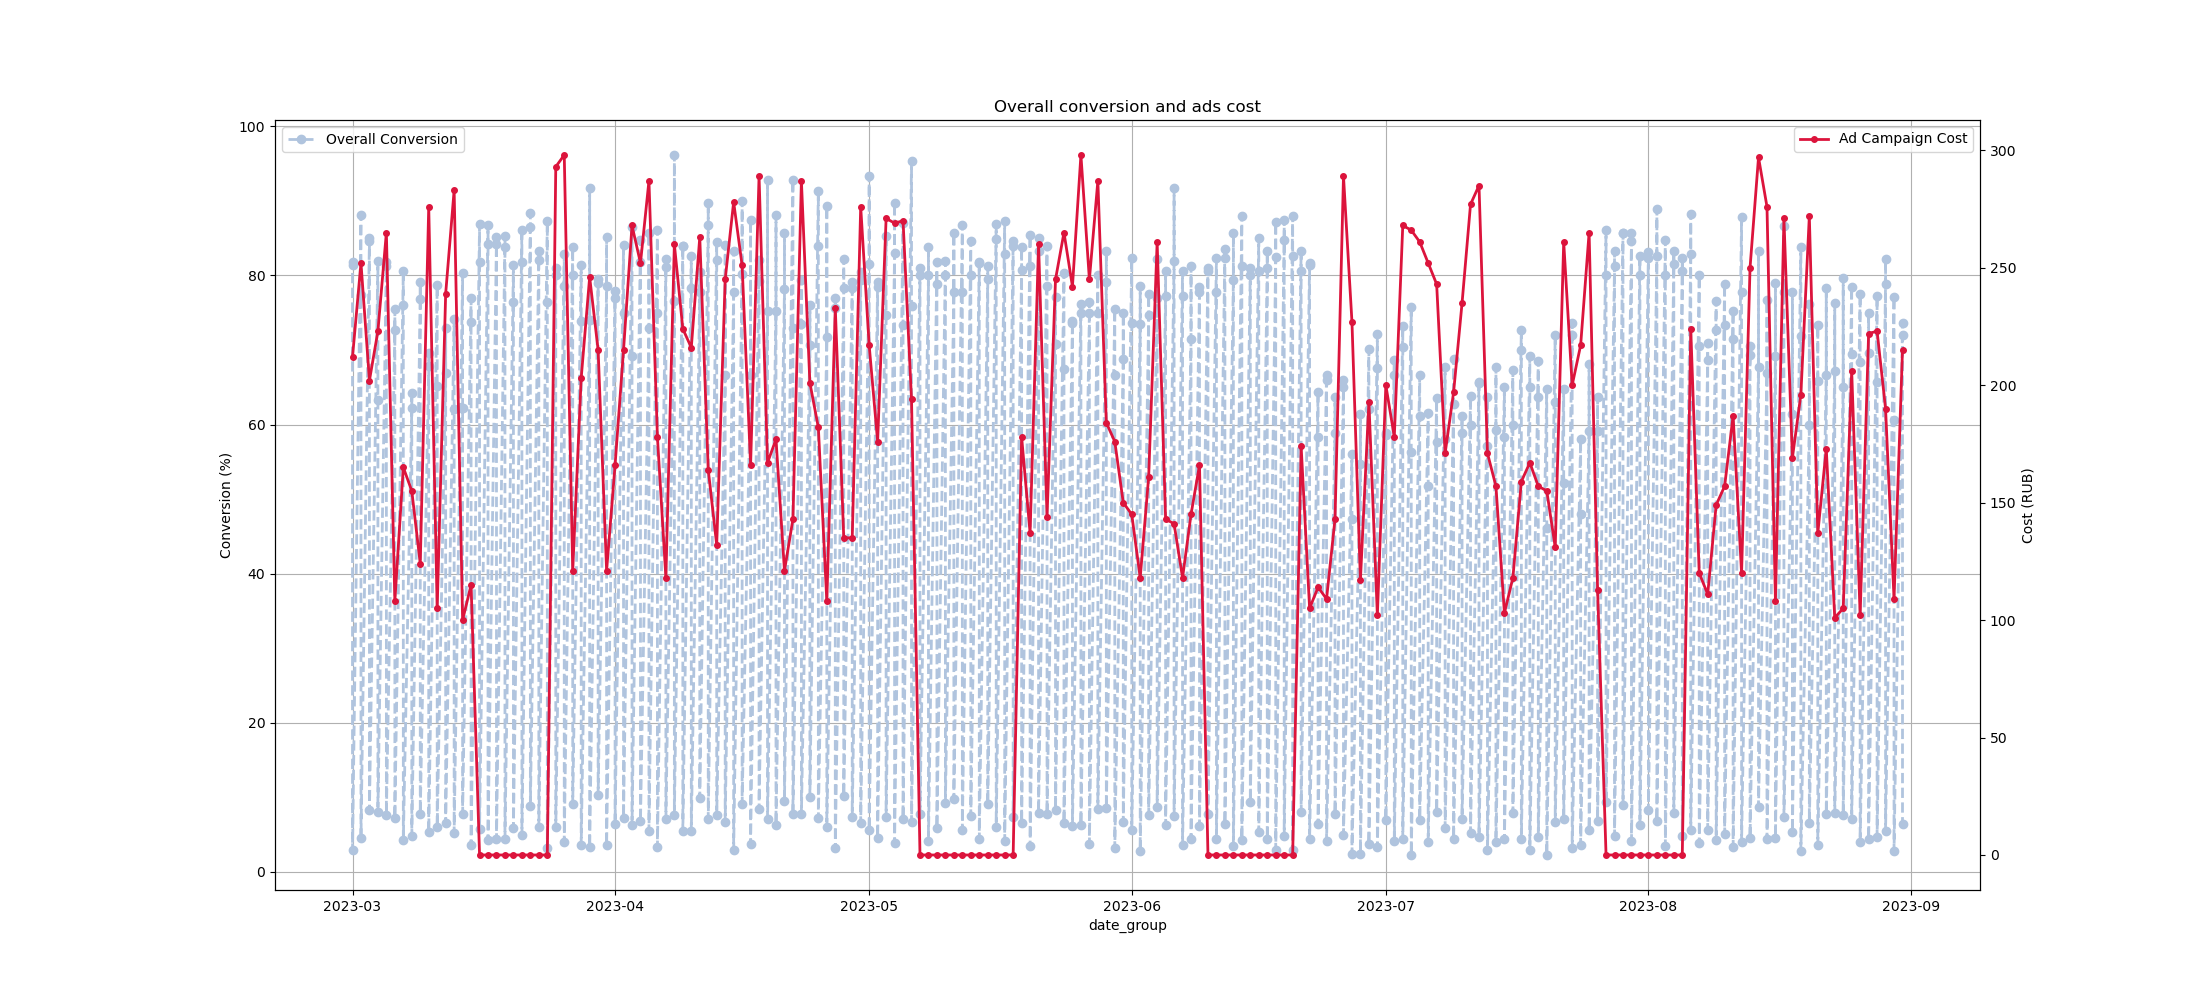 Overall conversion and ads cost
Overall Conversion
Ad Campaign Cost
100
80
60
40
20
0
Conversion (%)
300
250
200
150
100
50
0
Cost (RUB)
2023-03 2023-04 2023-05 2023-06 2023-07 2023-08 2023-09
date_group